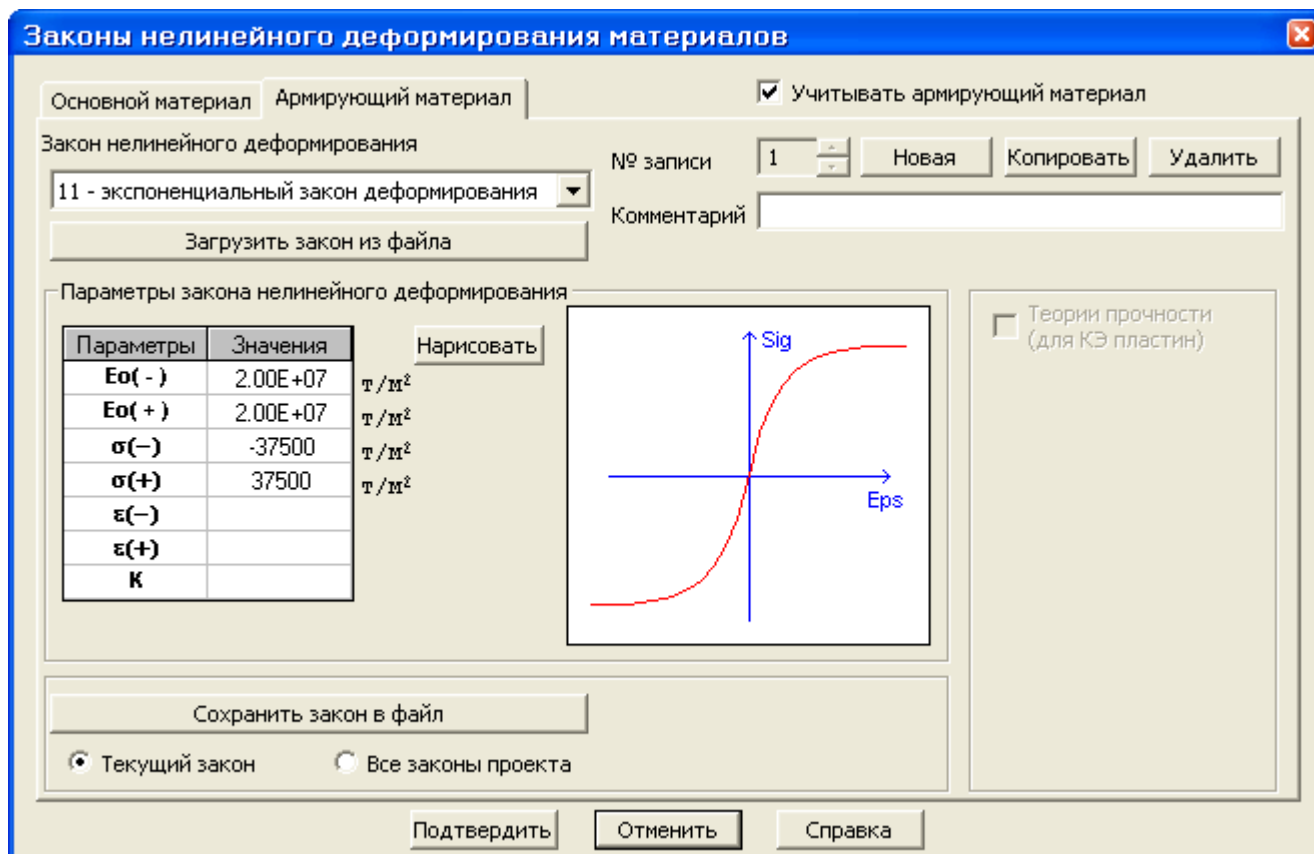 Законы нелинейного деформирования материалов
Основной материал
Армирующий материал
Учитывать армирующий материал
Закон нелинейного деформирования
11 - экспоненциальный закон деформирования
Загрузить закон из файла
№ записи
1
Новая
Копировать
Удалить
Комментарий
Параметры закона нелинейного деформирования
Параметры Значения
Eo( - ) 2.00E+07 т/м²
Eo( + ) 2.00E+07 т/м²
σ(−) -37500 т/м²
σ(+) 37500 т/м²
ε(−)
ε(+)
К
Нарисовать
Sig
Eps
Теории прочности
(для КЭ пластин)
Сохранить закон в файл
Текущий закон
Все законы проекта
Подтвердить
Отменить
Справка